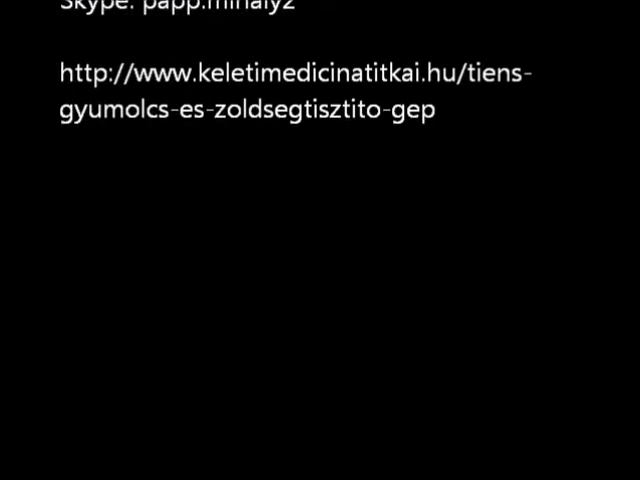 Skype: papp.mihaly2
http://www.keletimedicinatitkai.hu/tiens-
gyumolcs-es-zoldsegtisztito-gep